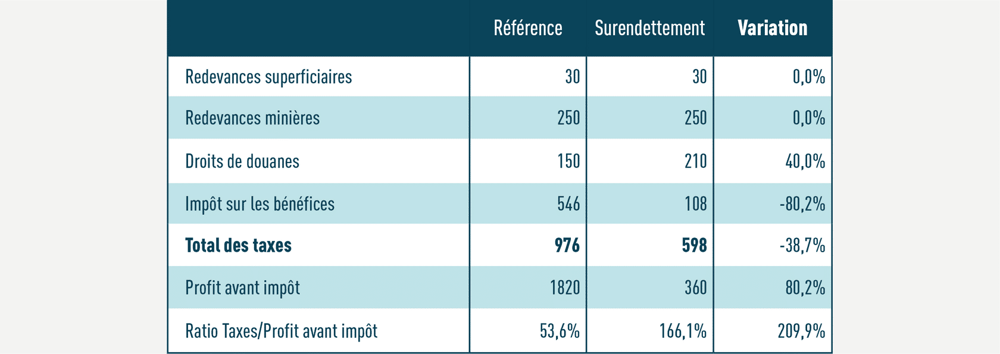 Référence Surendettement Variation
Redevances superficiaires 30 30 0,0%
Redevances minières 250 250 0,0%
Droits de douanes 150 210 40,0%
Impôt sur les bénéfices 546 108 -80,2%
Total des taxes 976 598 -38,7%
Profit avant impôt 1820 360 80,2%
Ratio Taxes/Profit avant impôt 53,6% 166,1% 209,9%